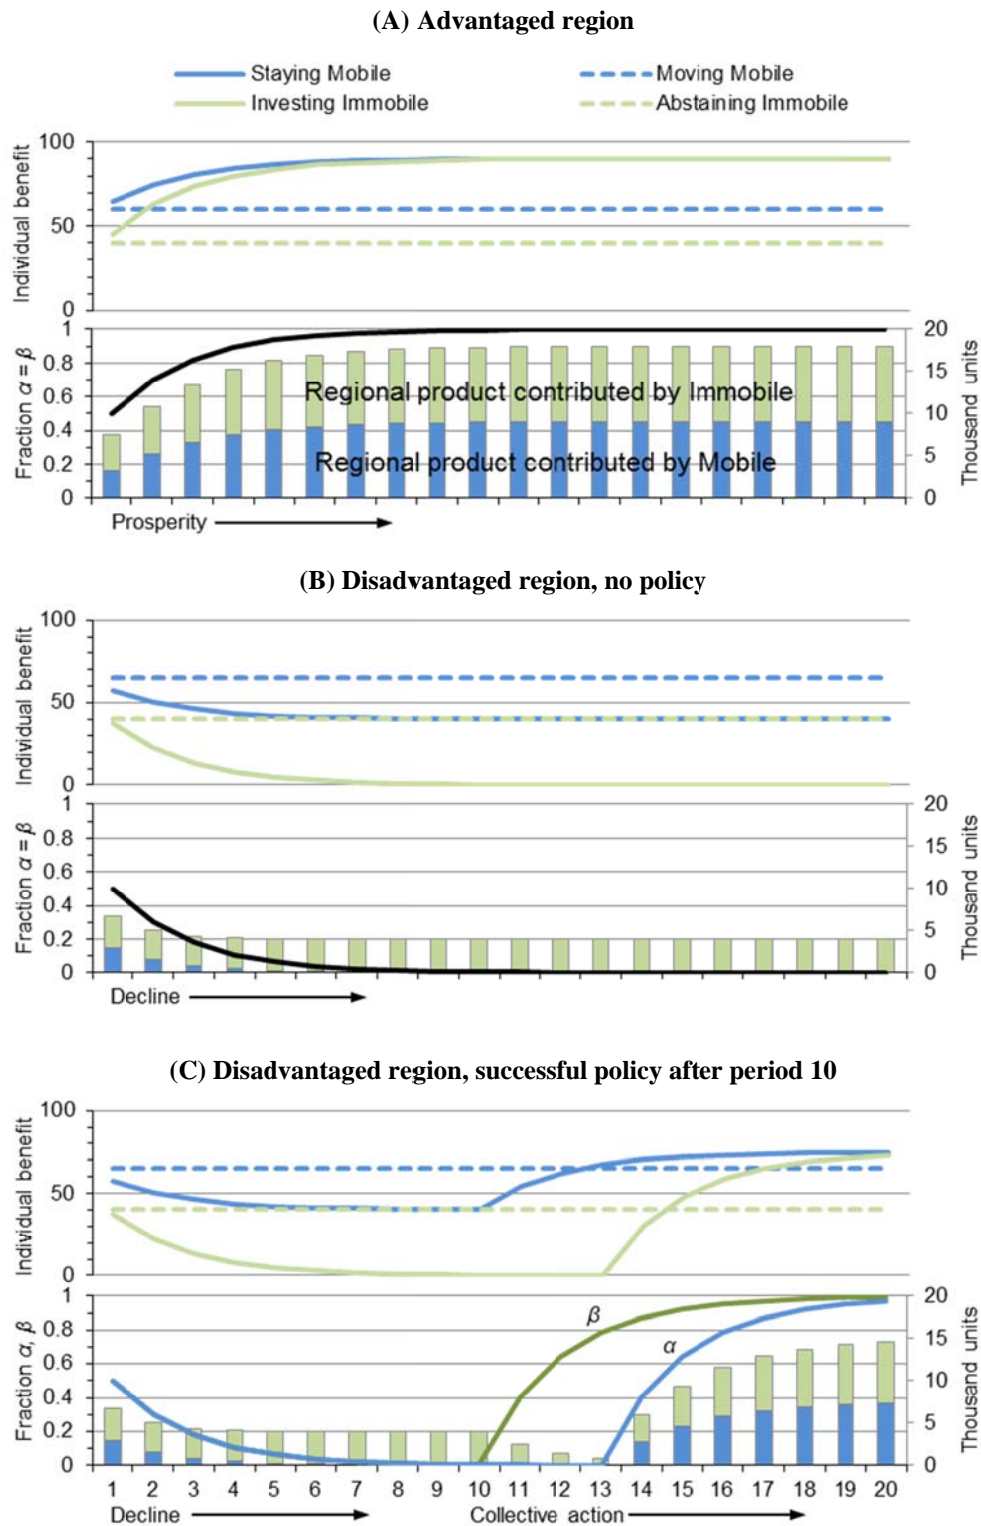 (A) Advantaged region
Staying Mobile
Moving Mobile
Investing Immobile
Abstaining Immobile
Individual benefit
100
50
0
Fraction α = β
1
0.8
0.6
0.4
0.2
0
Regional product contributed by Immobile
Regional product contributed by Mobile
20
15
10
5
0
Thousand units
Prosperity
(B) Disadvantaged region, no policy
Individual benefit
100
50
0
Fraction α = β
1
0.8
0.6
0.4
0.2
0
20
15
10
5
0
Thousand units
Decline
(C) Disadvantaged region, successful policy after period 10
Individual benefit
100
50
0
Fraction α, β
1
0.8
0.6
0.4
0.2
0
β
α
20
15
10
5
0
Thousand units
1 2 3 4 5 6 7 8 9 10 11 12 13 14 15 16 17 18 19 20
Decline
Collective action